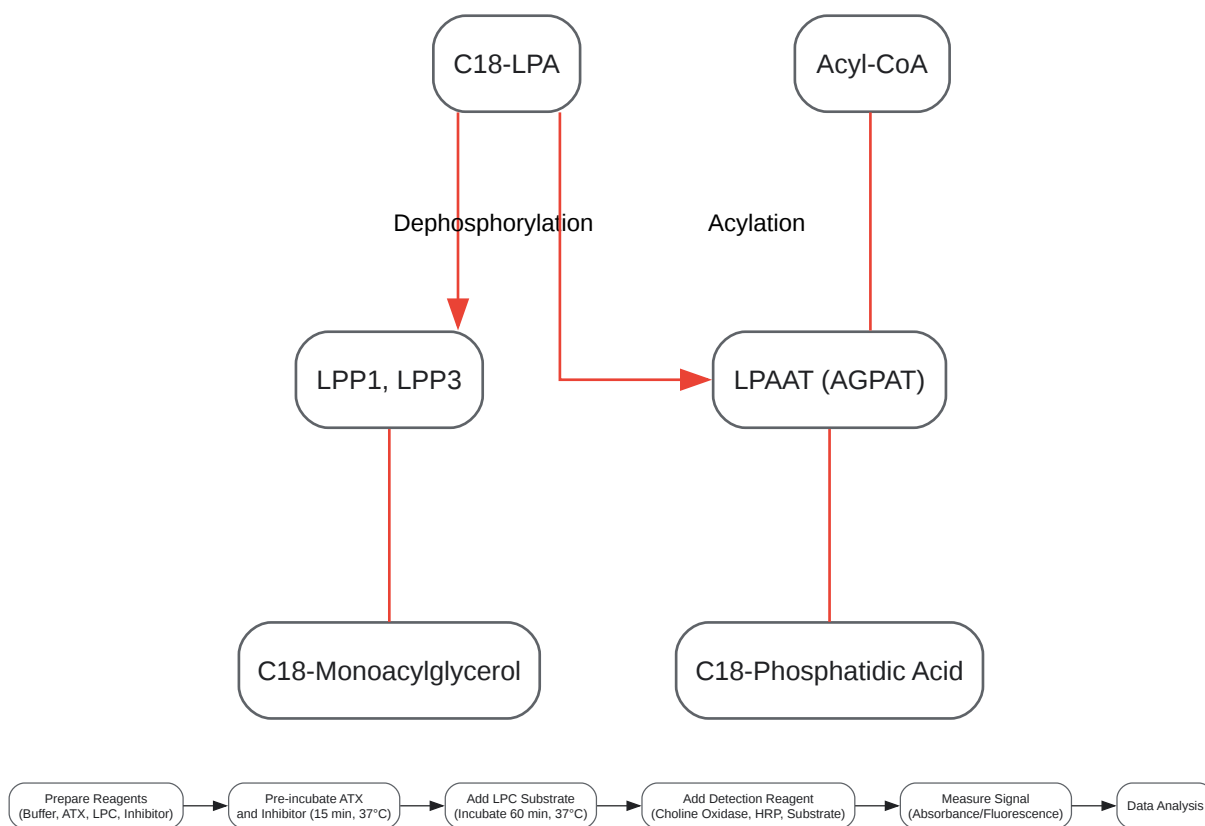 C18-LPA
Acyl-CoA
Dephosphorylation
Acylation
LPP1, LPP3
LPAAT (AGPAT)
C18-Monoacylglycerol
C18-Phosphatidic Acid
Prepare Reagents
(Buffer, ATX, LPC, Inhibitor)
Pre-incubate ATX
and Inhibitor (15 min, 37°C)
Add LPC Substrate
(Incubate 60 min, 37°C)
Add Detection Reagent
(Choline Oxidase, HRP, Substrate)
Measure Signal
(Absorbance/Fluorescence)
Data Analysis